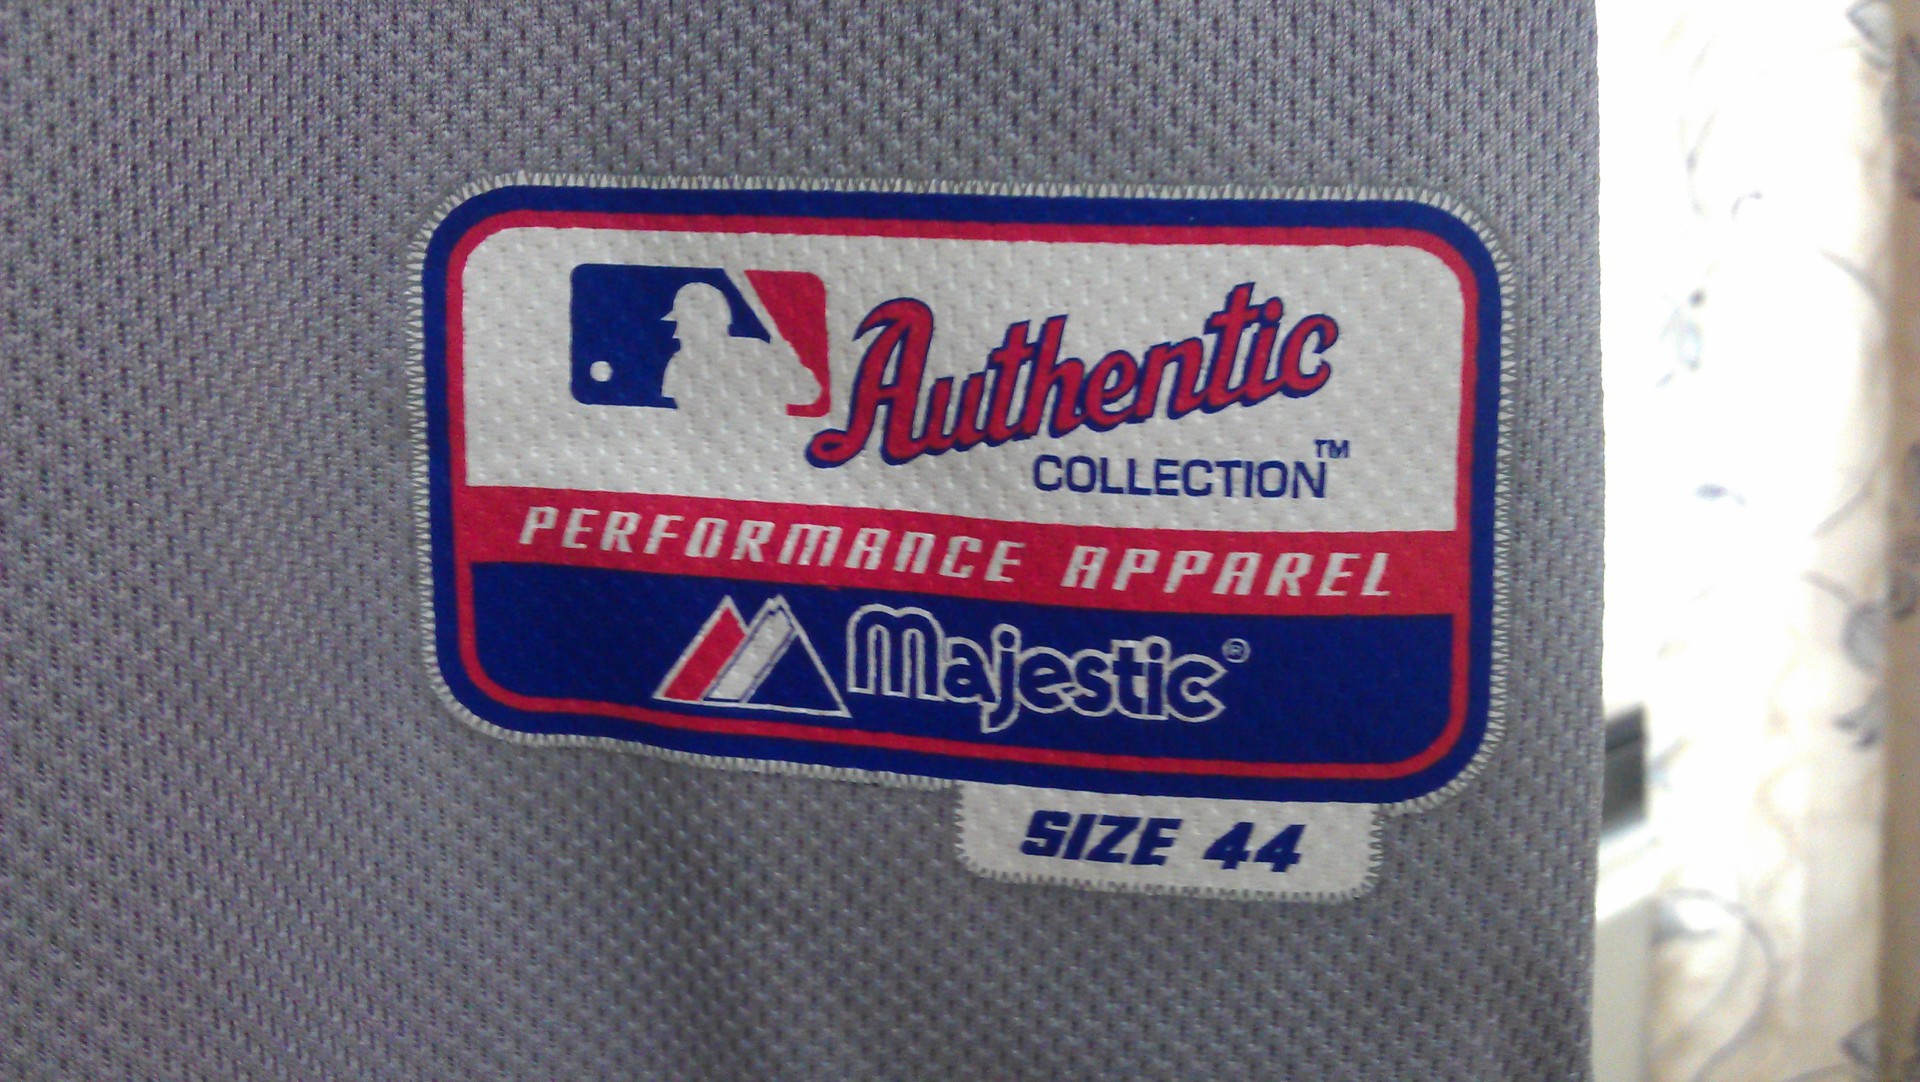 Authentic
COLLECTION™
PERFORMANCE APPAREL
Majestic®
SIZE 44